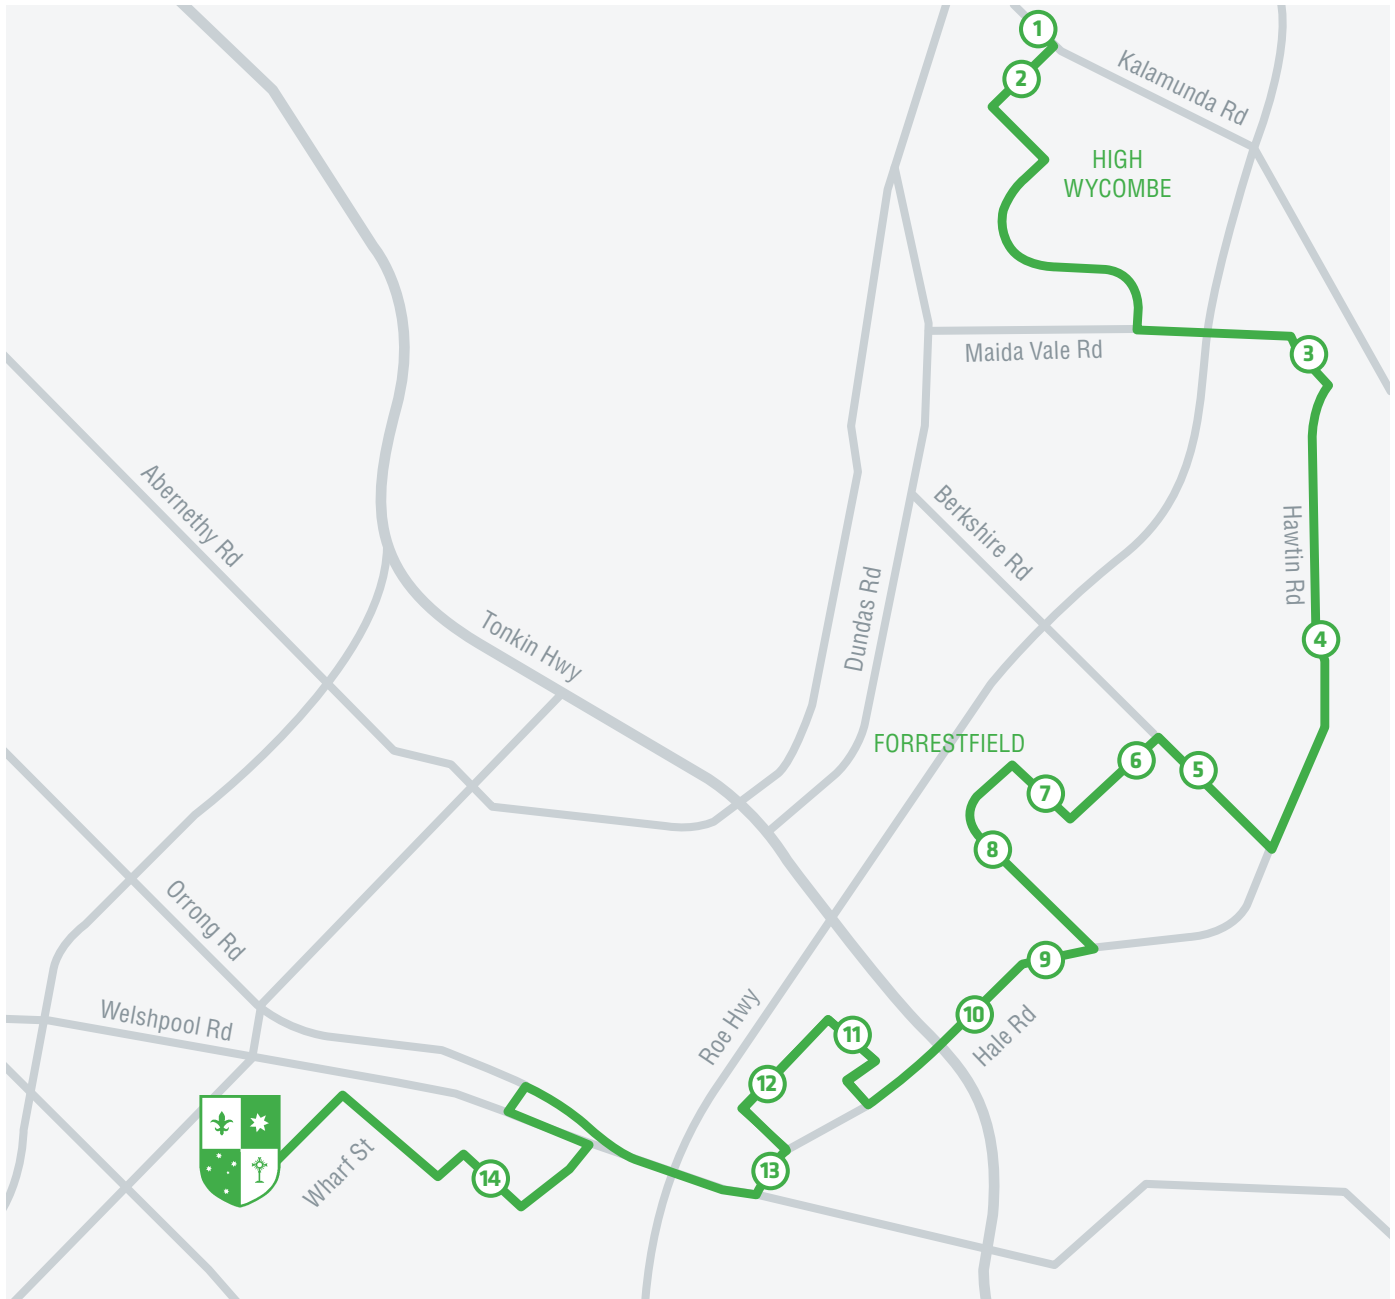 1
Kalamunda Rd
2
HIGH
WYCOMBE
Maida Vale Rd
3
Abernethy Rd
Berkshire Rd
Hawtin Rd
Dundas Rd
Tonkin Hwy
4
FORRESTFIELD
6
5
7
8
Orrong Rd
9
Welshpool Rd
Roe Hwy
10
Hale Rd
11
12
Wharf St
13
14